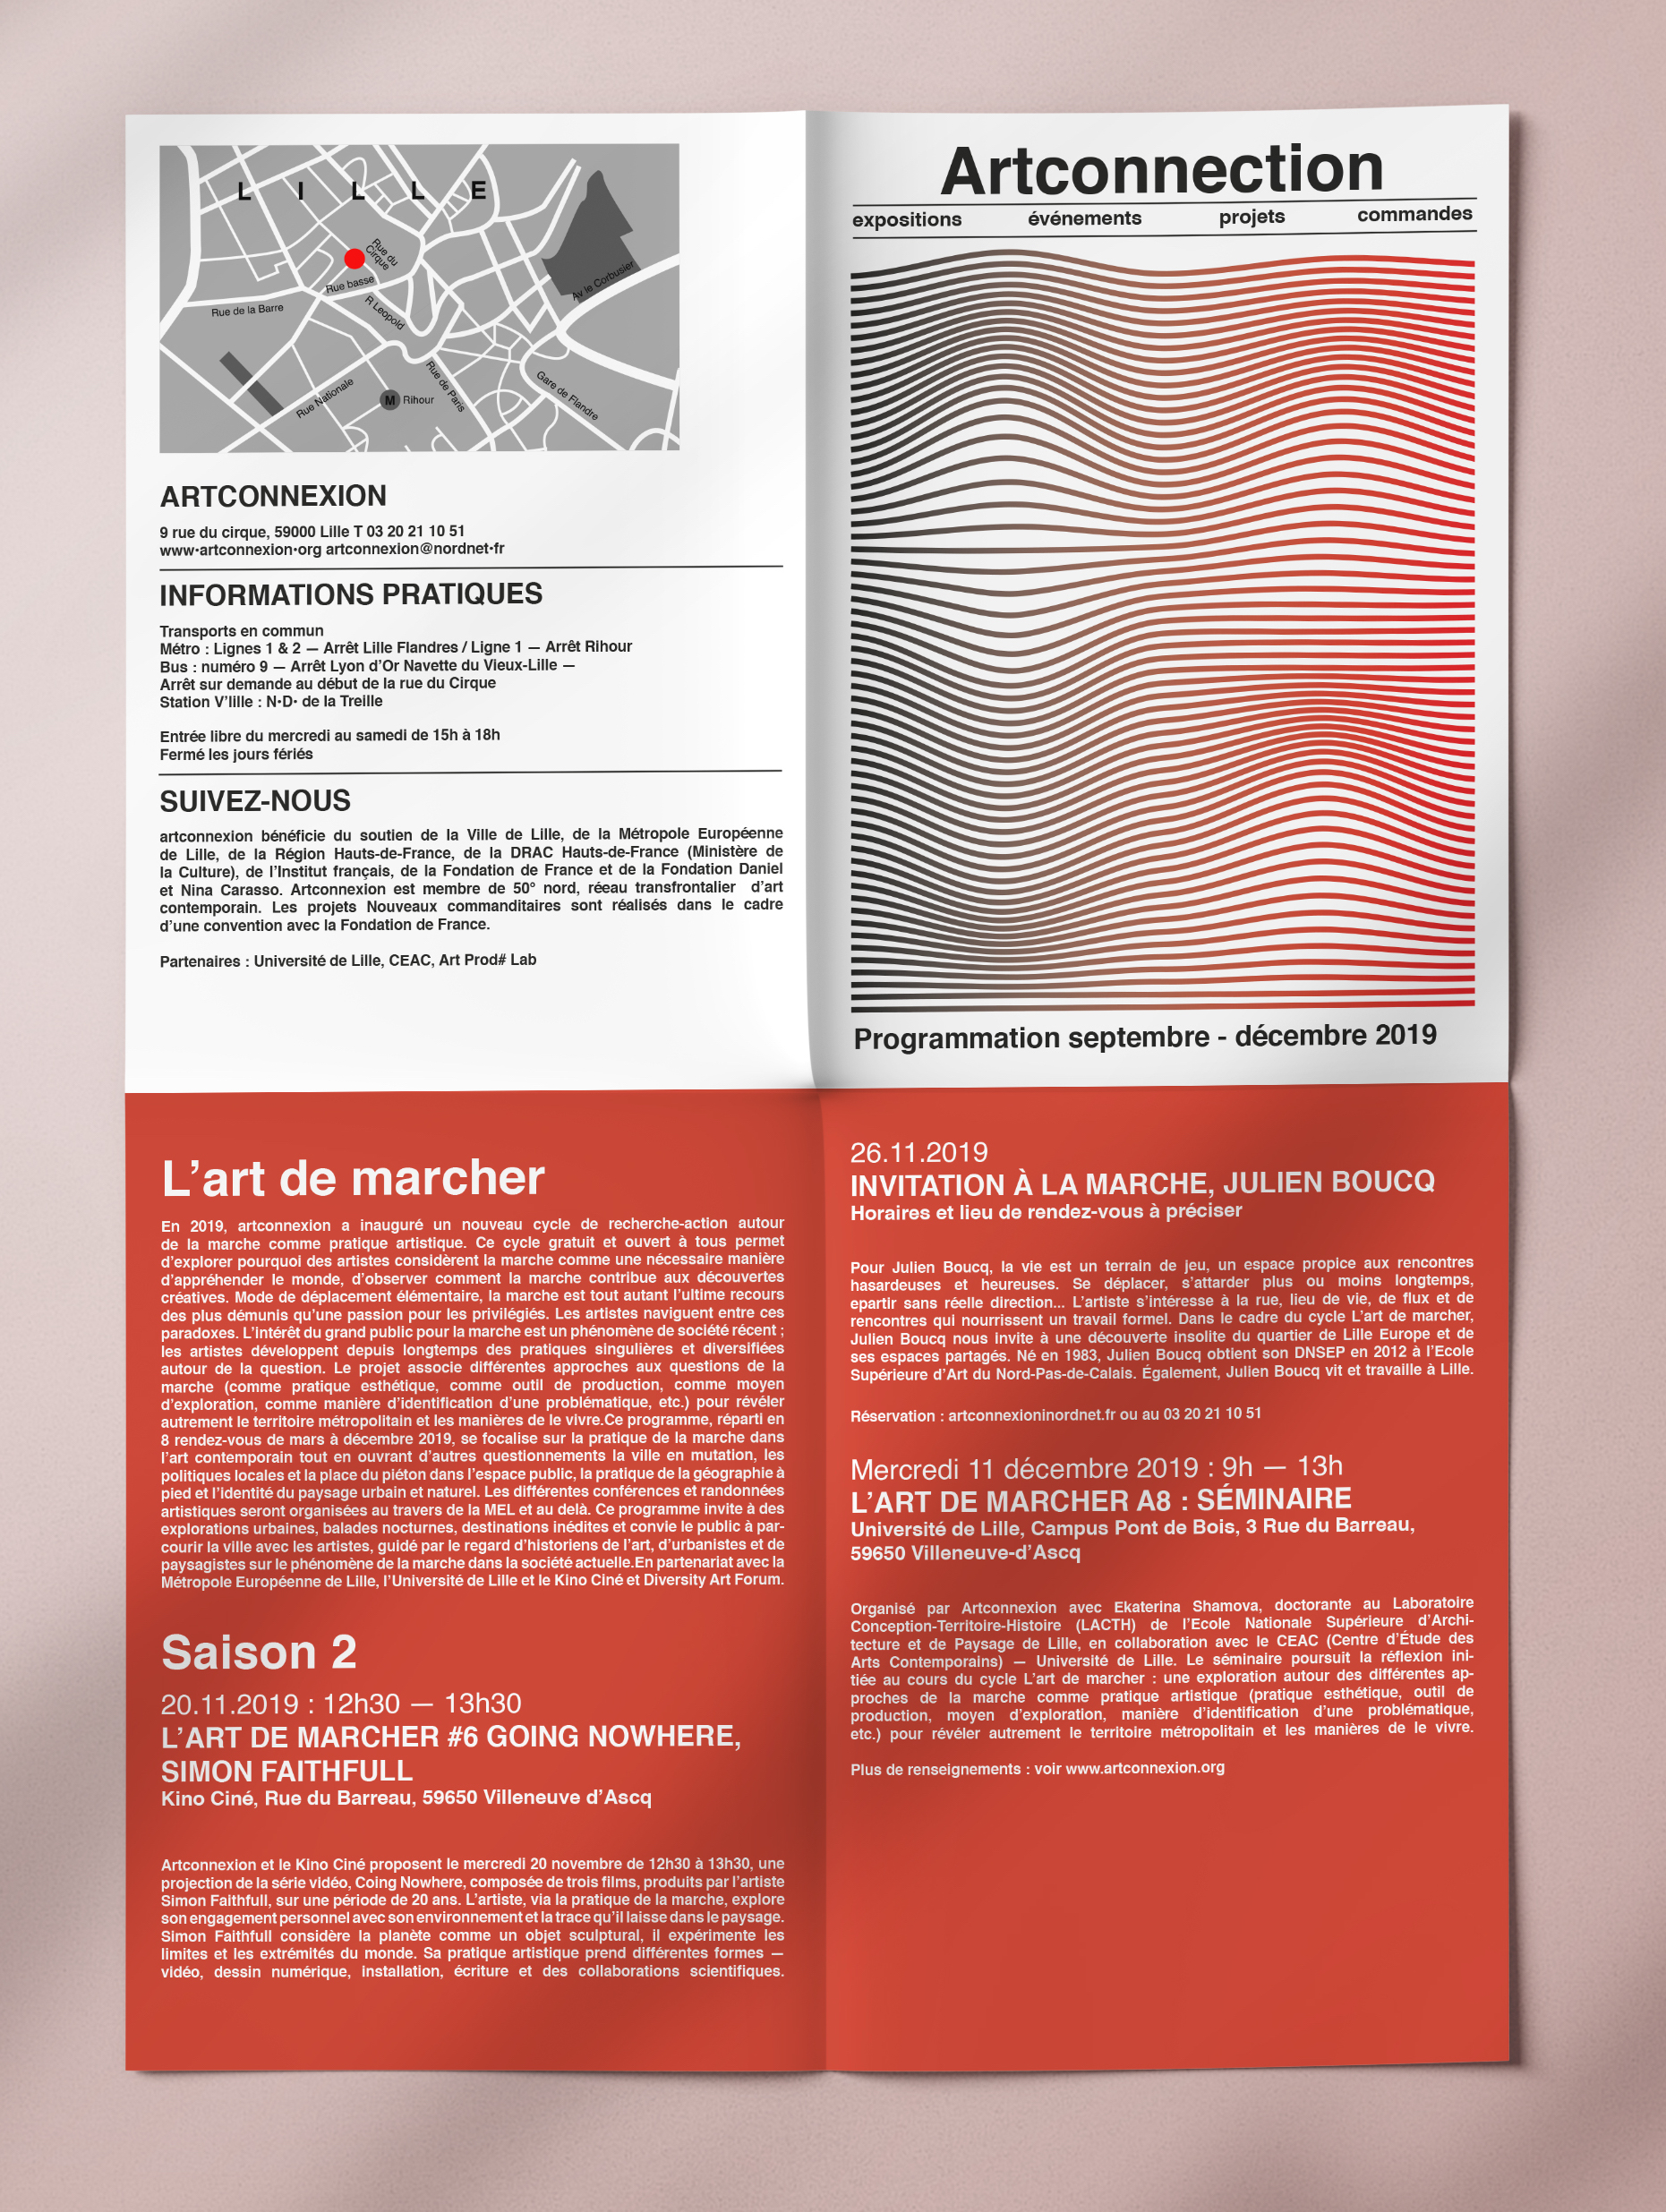 L I L L E
Rue du
Cirque
Rue basse
R Leopold
Rue de la Barre
Av le Corbusier
Rue Nationale
M Rihour
Rue de Paris
Gare de Flandre
ARTCONNEXION
9 rue du cirque, 59000 Lille T 03 20 21 10 51
www•artconnexion•org artconnexion@nordnet•fr
INFORMATIONS PRATIQUES
Transports en commun
Métro : Lignes 1 & 2 — Arrêt Lille Flandres / Ligne 1 — Arrêt Rihour
Bus : numéro 9 — Arrêt Lyon d’Or Navette du Vieux-Lille —
Arrêt sur demande au début de la rue du Cirque
Station V’lille : N•D• de la Treille
Entrée libre du mercredi au samedi de 15h à 18h
Fermé les jours fériés
SUIVEZ-NOUS
artconnexion bénéficie du soutien de la Ville de Lille, de la Métropole Européenne
de Lille, de la Région Hauts-de-France, de la DRAC Hauts-de-France (Ministère de
la Culture), de l’Institut français, de la Fondation de France et de la Fondation Daniel
et Nina Carasso. Artconnexion est membre de 50° nord, réeau transfrontalier d’art
contemporain. Les projets Nouveaux commanditaires sont réalisés dans le cadre
d’une convention avec la Fondation de France.
Partenaires : Université de Lille, CEAC, Art Prod# Lab
Artconnection
expositions événements projets commandes
Programmation septembre - décembre 2019
L’art de marcher
En 2019, artconnexion a inauguré un nouveau cycle de recherche-action autour
de la marche comme pratique artistique. Ce cycle gratuit et ouvert à tous permet
d’explorer pourquoi des artistes considèrent la marche comme une nécessaire manière
d’appréhender le monde, d’observer comment la marche contribue aux découvertes
créatives. Mode de déplacement élémentaire, la marche est tout autant l’ultime recours
des plus démunis qu’une passion pour les privilégiés. Les artistes naviguent entre ces
paradoxes. L’intérêt du grand public pour la marche est un phénomène de société récent ;
les artistes développent depuis longtemps des pratiques singulières et diversifiées
autour de la question. Le projet associe différentes approches aux questions de la
marche (comme pratique esthétique, comme outil de production, comme moyen
d’exploration, comme manière d’identification d’une problématique, etc.) pour révéler
autrement le territoire métropolitain et les manières de le vivre.Ce programme, réparti en
8 rendez-vous de mars à décembre 2019, se focalise sur la pratique de la marche dans
l’art contemporain tout en ouvrant d’autres questionnements la ville en mutation, les
politiques locales et la place du piéton dans l’espace public, la pratique de la géographie à
pied et l’identité du paysage urbain et naturel. Les différentes conférences et randonnées
artistiques seront organisées au travers de la MEL et au delà. Ce programme invite à des
explorations urbaines, balades nocturnes, destinations inédites et convie le public à par-
courir la ville avec les artistes, guidé par le regard d’historiens de l’art, d’urbanistes et de
paysagistes sur le phénomène de la marche dans la société actuelle.En partenariat avec la
Métropole Européenne de Lille, l’Université de Lille et le Kino Ciné et Diversity Art Forum.
Saison 2
20.11.2019 : 12h30 — 13h30
L’ART DE MARCHER #6 GOING NOWHERE,
SIMON FAITHFULL
Kino Ciné, Rue du Barreau, 59650 Villeneuve d’Ascq
Artconnexion et le Kino Ciné proposent le mercredi 20 novembre de 12h30 à 13h30, une
projection de la série vidéo, Coing Nowhere, composée de trois films, produits par l’artiste
Simon Faithfull, sur une période de 20 ans. L’artiste, via la pratique de la marche, explore
son engagement personnel avec son environnement et la trace qu’il laisse dans le paysage.
Simon Faithfull considère la planète comme un objet sculptural, il expérimente les
limites et les extrémités du monde. Sa pratique artistique prend différentes formes —
vidéo, dessin numérique, installation, écriture et des collaborations scientifiques.
26.11.2019
INVITATION À LA MARCHE, JULIEN BOUCQ
Horaires et lieu de rendez-vous à préciser
Pour Julien Boucq, la vie est un terrain de jeu, un espace propice aux rencontres
hasardeuses et heureuses. Se déplacer, s’attarder plus ou moins longtemps,
epartir sans réelle direction... L’artiste s’intéresse à la rue, lieu de vie, de flux et de
rencontres qui nourrissent un travail formel. Dans le cadre du cycle L’art de marcher,
Julien Boucq nous invite à une découverte insolite du quartier de Lille Europe et de
ses espaces partagés. Né en 1983, Julien Boucq obtient son DNSEP en 2012 à l’Ecole
Supérieure d’Art du Nord-Pas-de-Calais. Également, Julien Boucq vit et travaille à Lille.
Réservation : artconnexioninordnet.fr ou au 03 20 21 10 51
Mercredi 11 décembre 2019 : 9h — 13h
L’ART DE MARCHER A8 : SÉMINAIRE
Université de Lille, Campus Pont de Bois, 3 Rue du Barreau,
59650 Villeneuve-d’Ascq
Organisé par Artconnexion avec Ekaterina Shamova, doctorante au Laboratoire
Conception-Territoire-Histoire (LACTH) de l’Ecole Nationale Supérieure d’Archi-
tecture et de Paysage de Lille, en collaboration avec le CEAC (Centre d’Étude des
Arts Contemporains) — Université de Lille. Le séminaire poursuit la réflexion ini-
tiée au cours du cycle L’art de marcher : une exploration autour des différentes ap-
proches de la marche comme pratique artistique (pratique esthétique, outil de
production, moyen d’exploration, manière d’identification d’une problématique,
etc.) pour révéler autrement le territoire métropolitain et les manières de le vivre.
Plus de renseignements : voir www.artconnexion.org